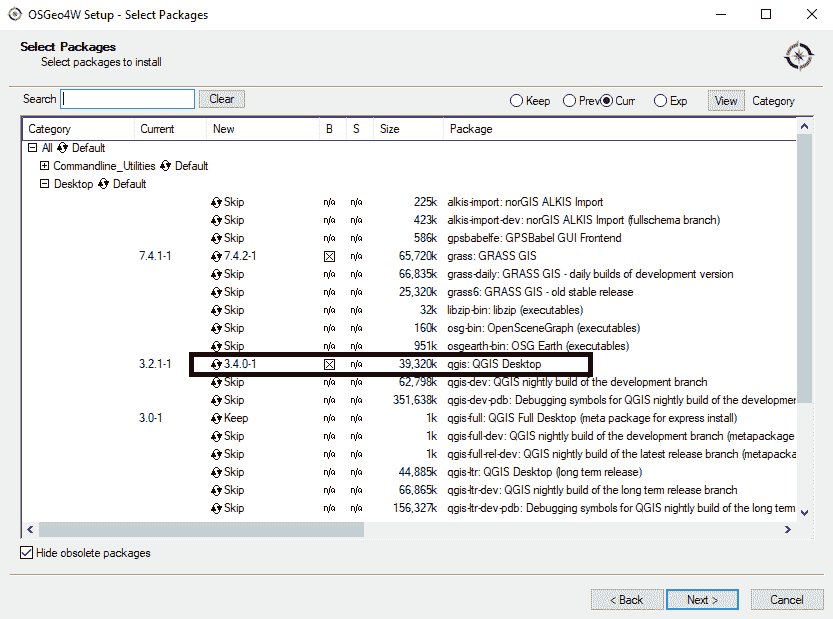 OSGeo4W Setup - Select Packages
Select Packages
Select packages to install
Search Clear Keep Prev Curr Exp View Category
Category Current New B S Size Package
All Default
Commandline_Utilities Default
Desktop Default
Skip n/a n/a 225k alkis-import: norGIS ALKIS Import
Skip n/a n/a 423k alkis-import-dev: norGIS ALKIS Import (fullschema branch)
Skip n/a n/a 586k gpsbabelfe: GPSBabel GUI Frontend
7.4.1-1 7.4.2-1 n/a 65,720k grass: GRASS GIS
Skip n/a n/a 66,835k grass-daily: GRASS GIS - daily builds of development version
Skip n/a n/a 25,320k grass6: GRASS GIS - old stable release
Skip n/a n/a 32k libzip-bin: libzip (executables)
Skip n/a n/a 160k osg-bin: OpenSceneGraph (executables)
Skip n/a n/a 951k osgearth-bin: OSG Earth (executables)
3.2.1-1 3.4.0-1 n/a 39,320k qgis: QGIS Desktop
Skip n/a n/a 62,798k qgis-dev: QGIS nightly build of the development branch
Skip n/a n/a 351,638k qgis-dev-pdb: Debugging symbols for QGIS nightly build of the developmen
3.0-1 Keep n/a n/a 1k qgis-full: QGIS Full Desktop (meta package for express install)
Skip n/a n/a 1k qgis-full-dev: QGIS nightly build of the development branch (metapackage
Skip n/a n/a 1k qgis-full-rel-dev: QGIS nightly build of the latest release branch (metapacka
Skip n/a n/a 44,885k qgis-ltr: QGIS Desktop (long term release)
Skip n/a n/a 66,865k qgis-ltr-dev: QGIS nightly build of the long term release branch
Skip n/a n/a 156,327k qgis-ltr-dev-pdb: Debugging symbols for QGIS nightly build of the long term
Hide obsolete packages
< Back Next > Cancel